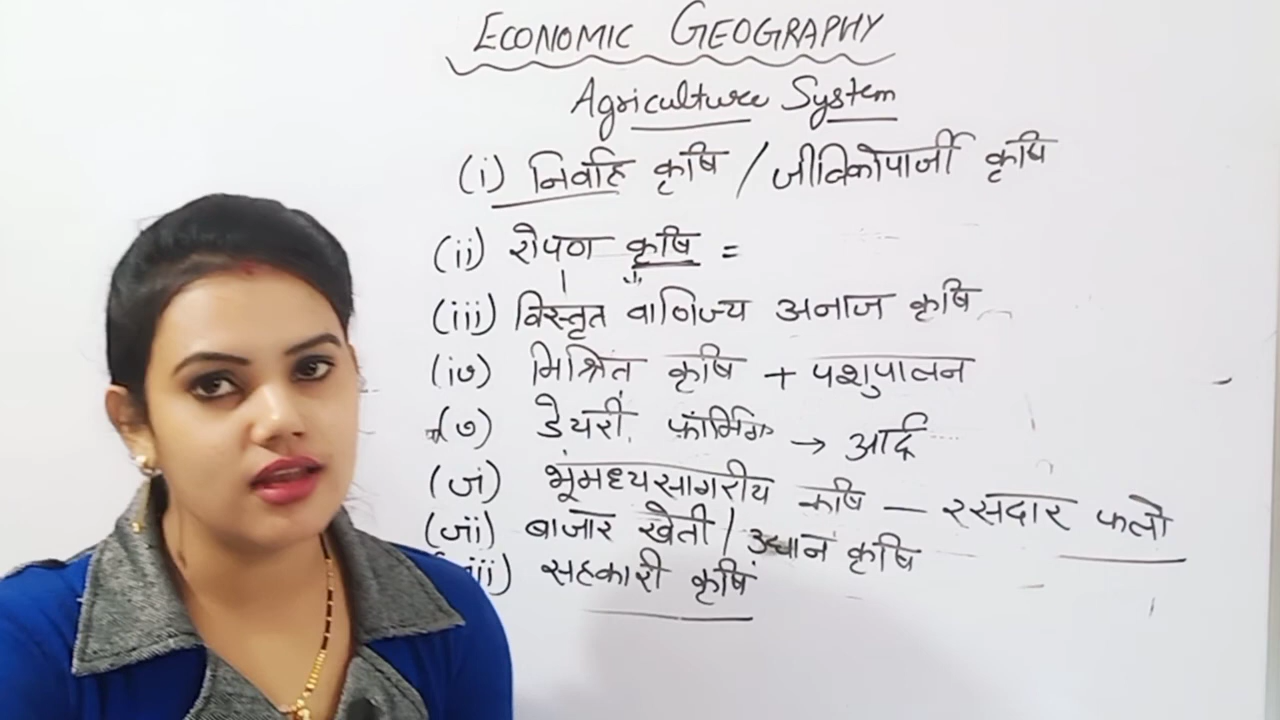 ECONOMIC GEOGRAPHY
Agriculture System
(i) निर्वाह कृषि / जीविकोपार्जी कृषि
(ii) रोपण कृषि =
(iii) विस्तृत वाणिज्य अनाज कृषि
(iv) मिश्रित कृषि + पशुपालन
(v) डेयरी फॉर्मिंग → आर्द्र
(vi) भूमध्यसागरीय कृषि — रसदार फलो
(vii) बाजार खेती / उद्यान कृषि
iii) सहकारी कृषि